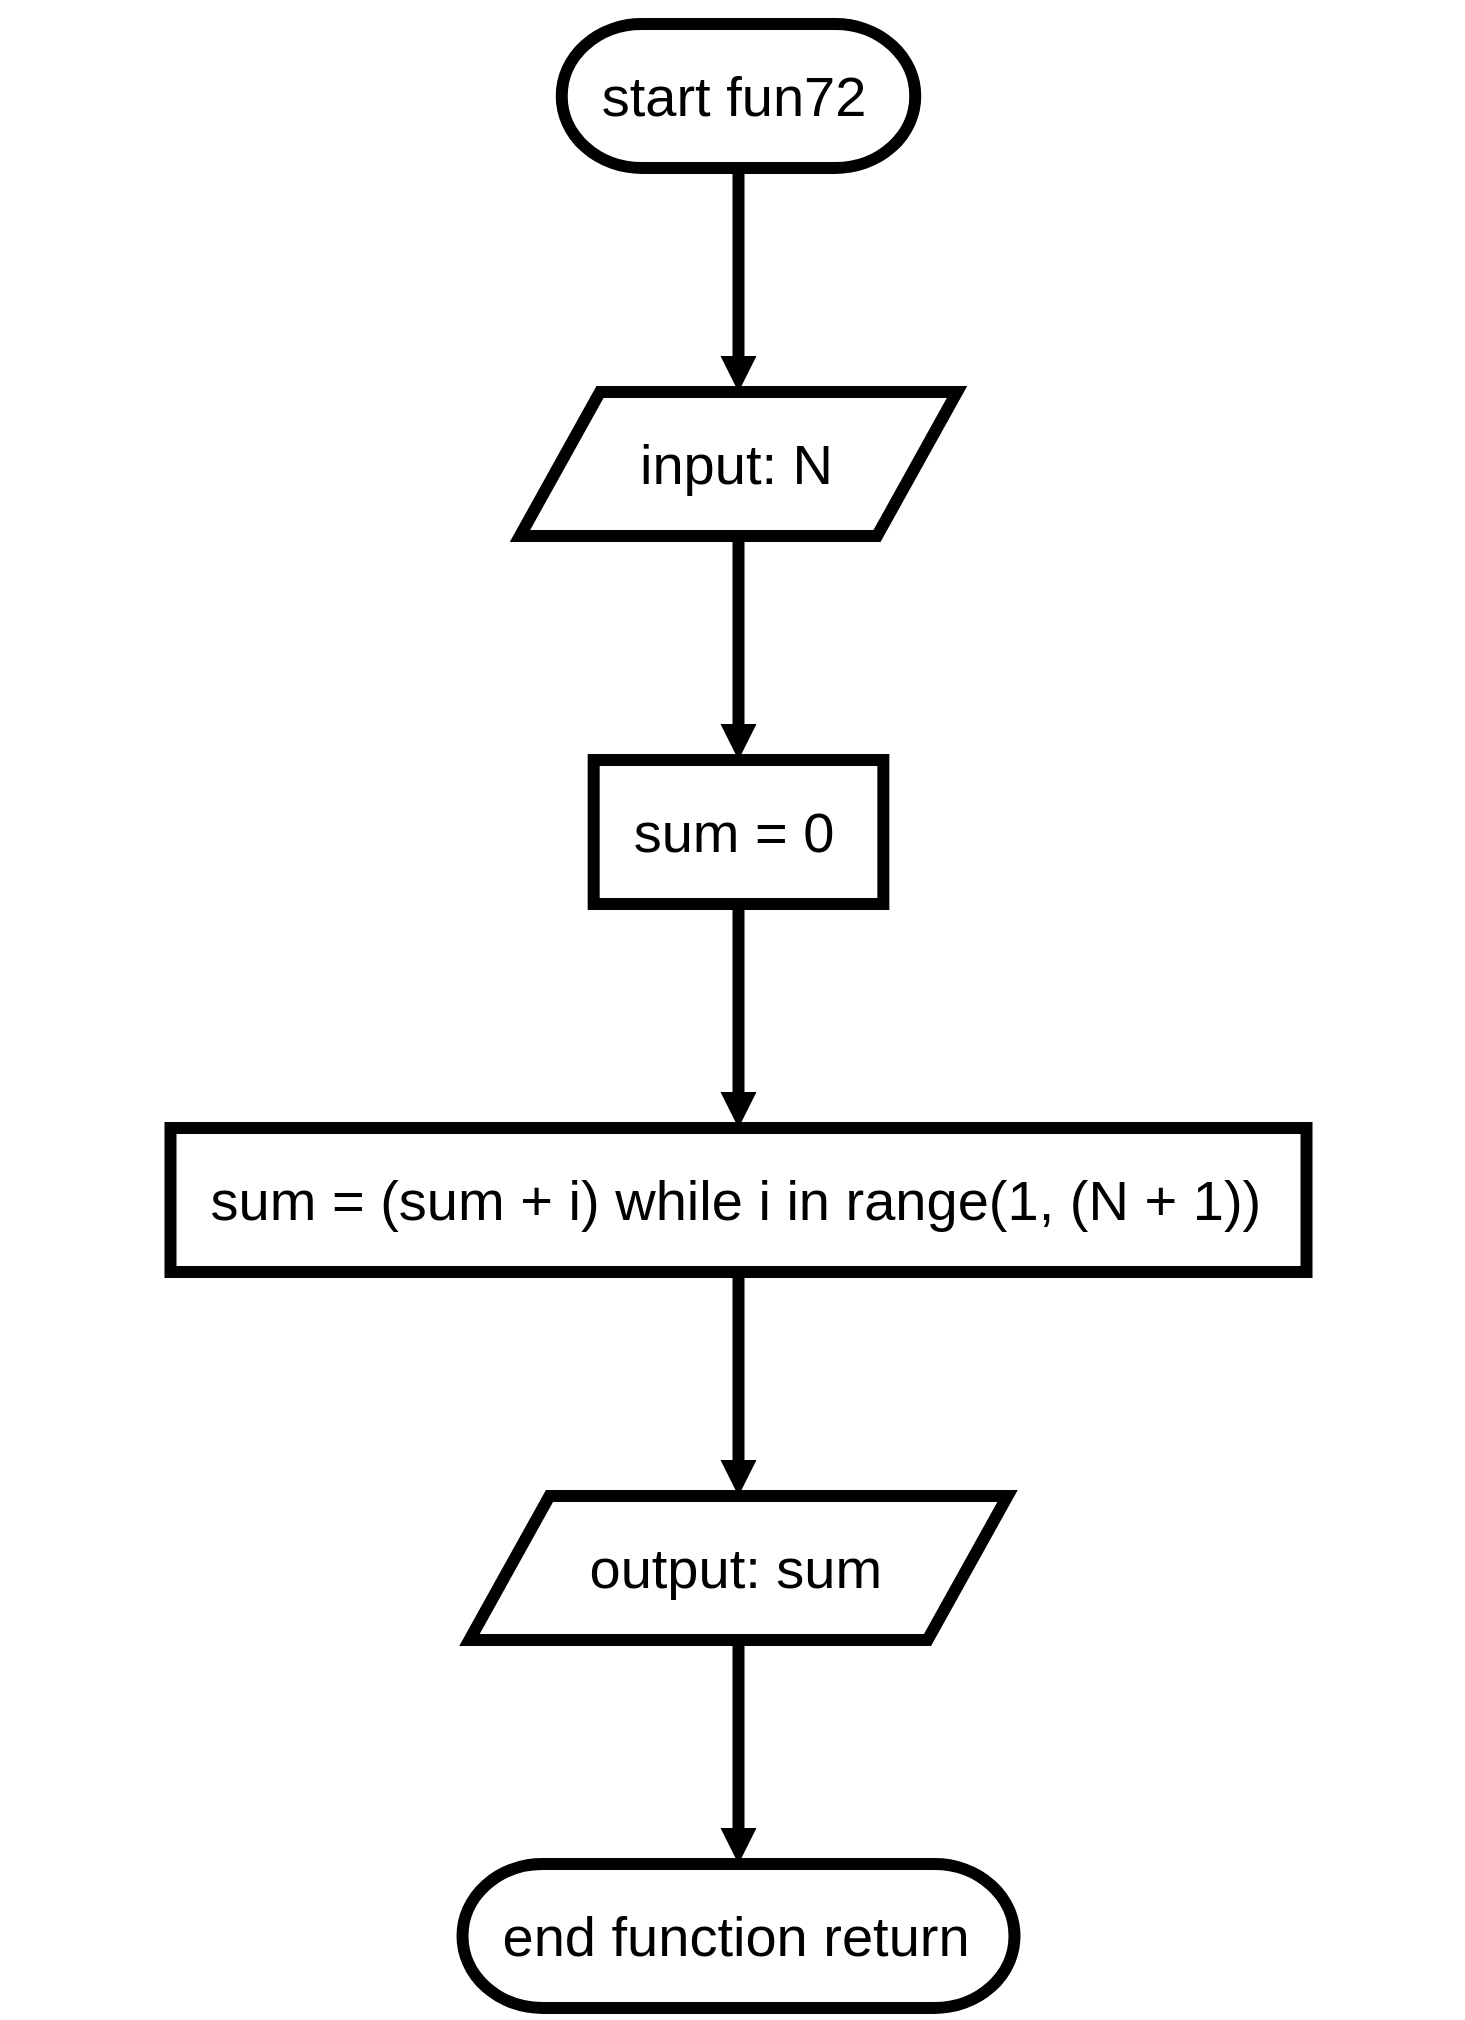 start fun72
input: N
sum = 0
sum = (sum + i) while i in range(1, (N + 1))
output: sum
end function return